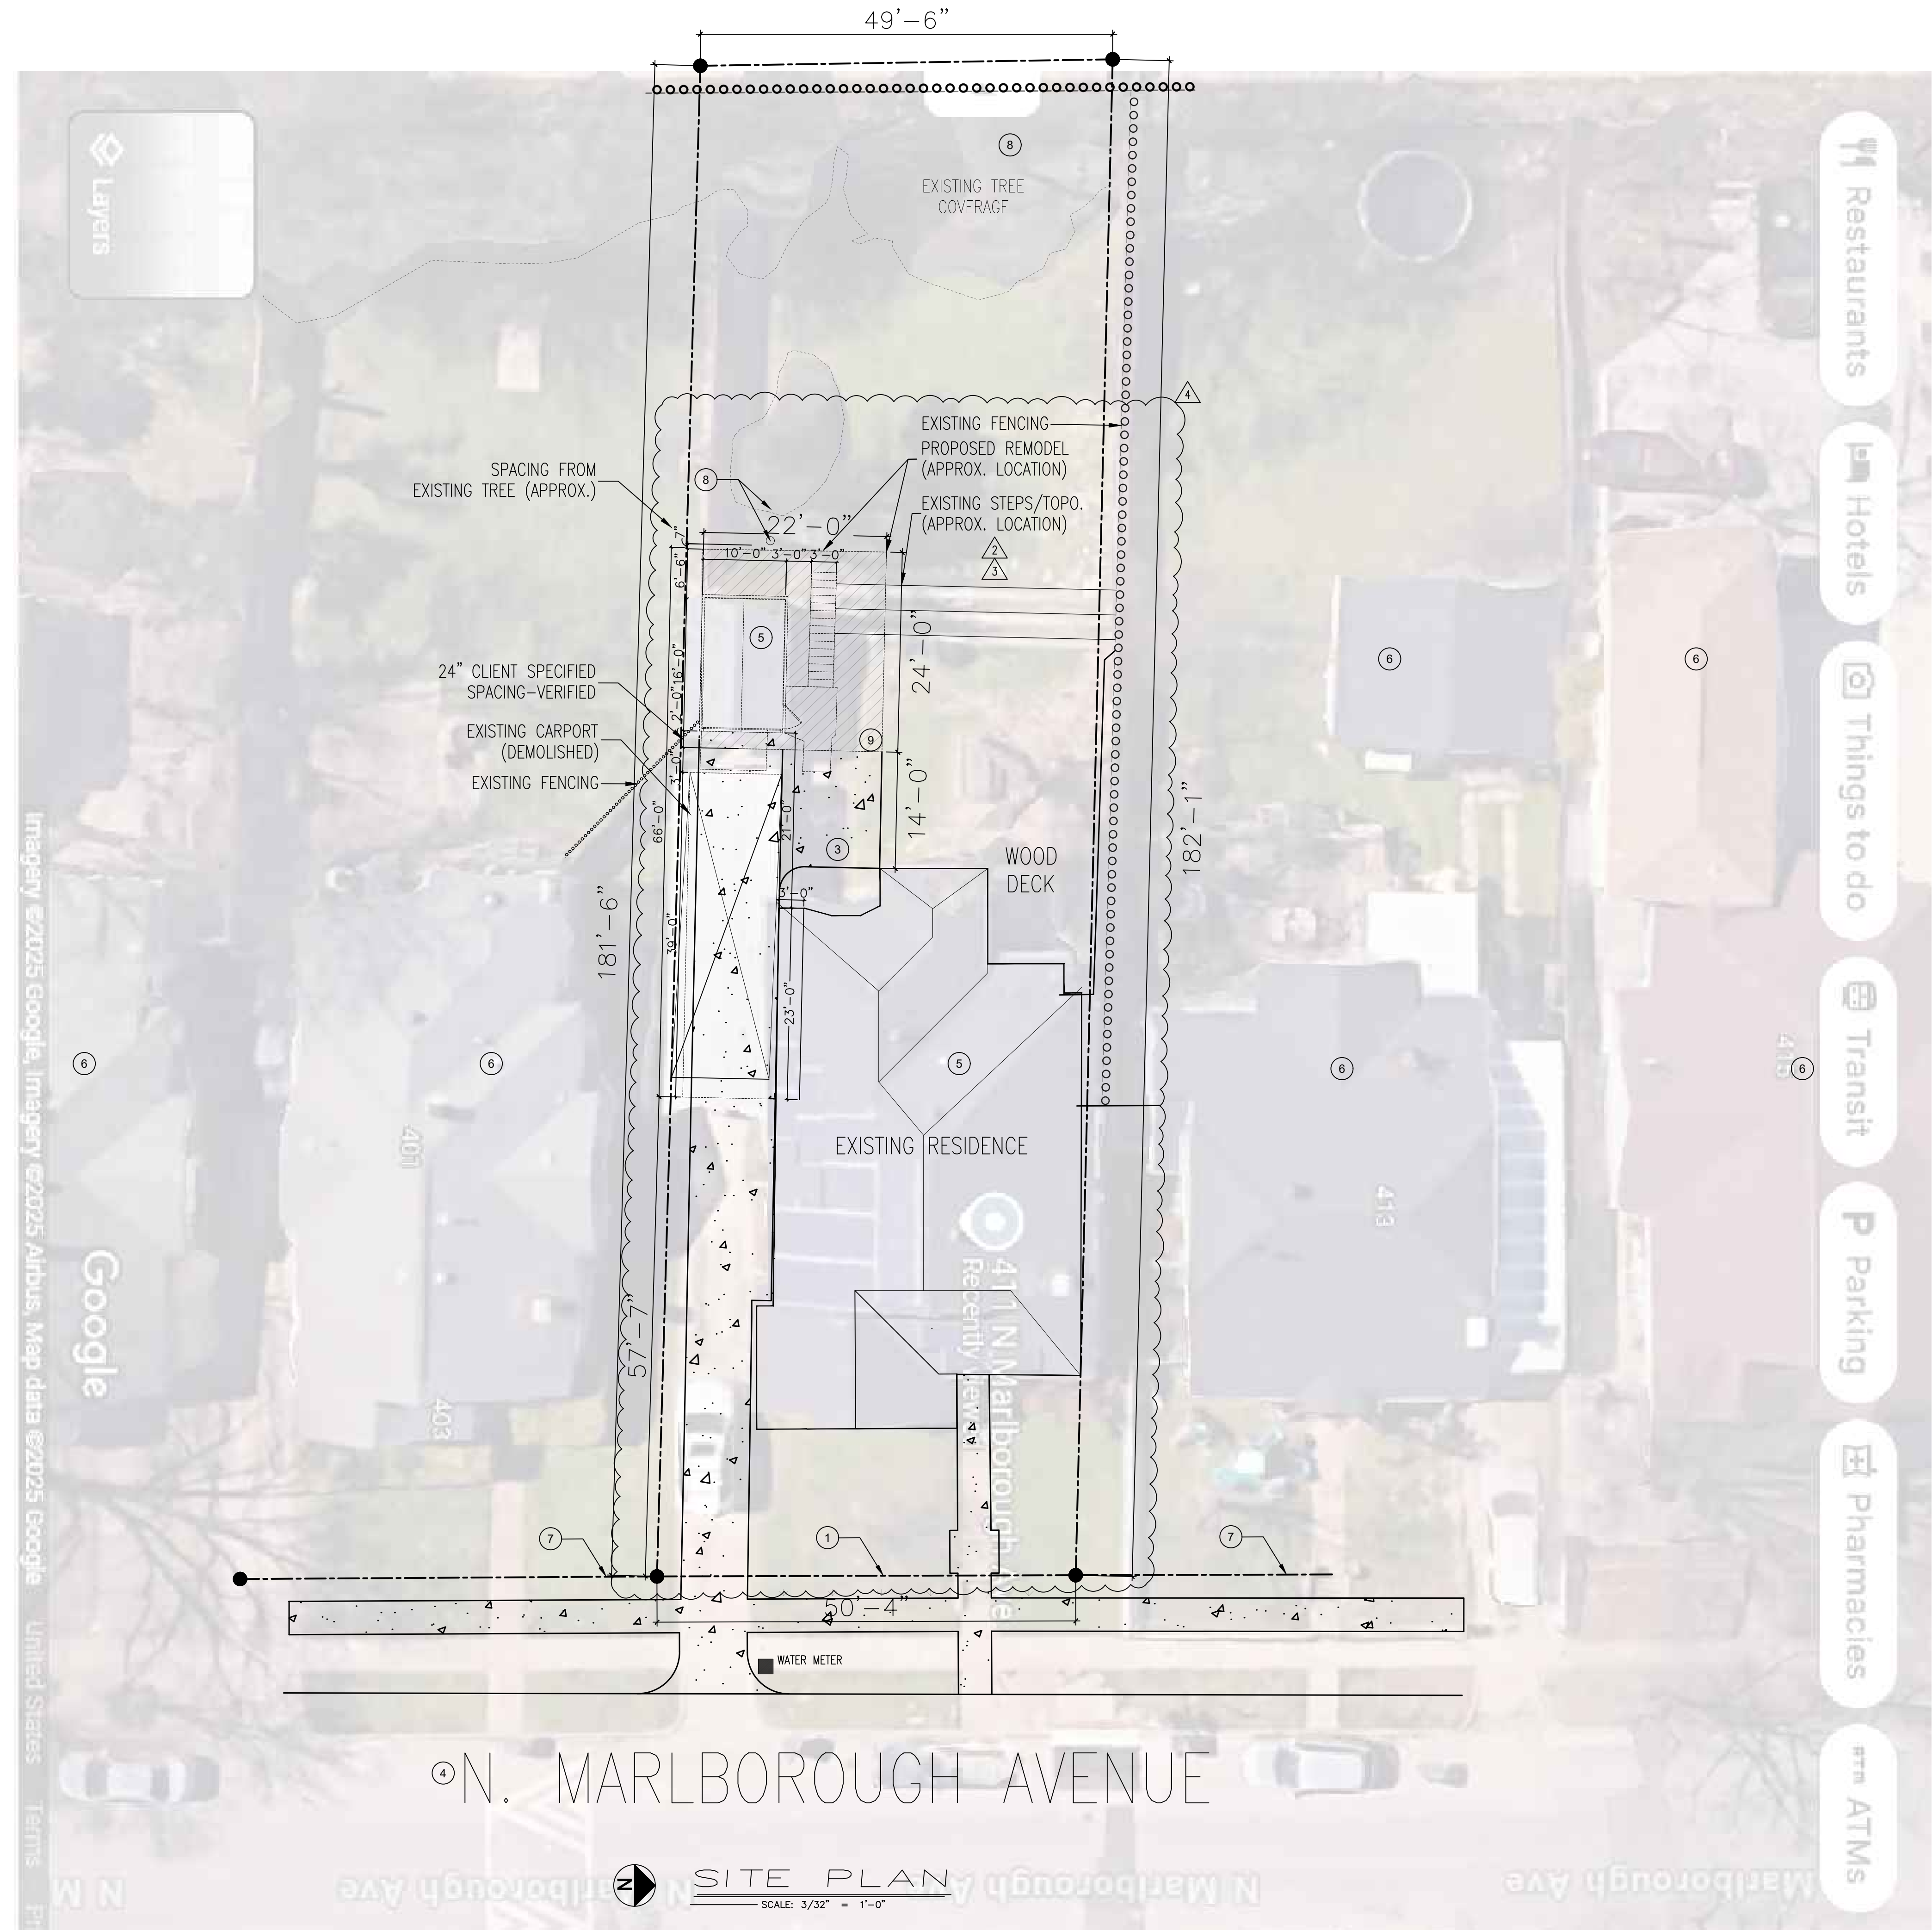 49'-6"
8
EXISTING TREE
COVERAGE
Layers
Restaurants
Hotels
Things to do
Transit
Parking
Pharmacies
ATMs
4
EXISTING FENCING
PROPOSED REMODEL
(APPROX. LOCATION)
SPACING FROM
EXISTING TREE (APPROX.)
8
EXISTING STEPS/TOPO.
(APPROX. LOCATION)
2
3
22'-0"
10'-0" 3'-0" 3'-0"
6'-6"
5
24'-0"
6
6
24" CLIENT SPECIFIED
SPACING-VERIFIED
16'-0"
2'-0"
EXISTING CARPORT
(DEMOLISHED)
EXISTING FENCING
9
3'-0"
14'-0"
66'-0"
21'-0
3
WOOD
DECK
182'-1"
3'-0"
181'-6"
39'-0"
23'-0"
6
6
5
6
6
415
401
EXISTING RESIDENCE
413
411 N Marlborough Ave
57'-7"
403
Google
7
1
7
50'-4"
WATER METER
Imagery ©2025 Google, Imagery ©2025 Airbus, Map data ©2025 Google United States Terms
4
N. MARLBOROUGH AVENUE
N
SITE PLAN
SCALE: 3/32" = 1'-0"
N Marlborough Ave
N Marlborough Ave